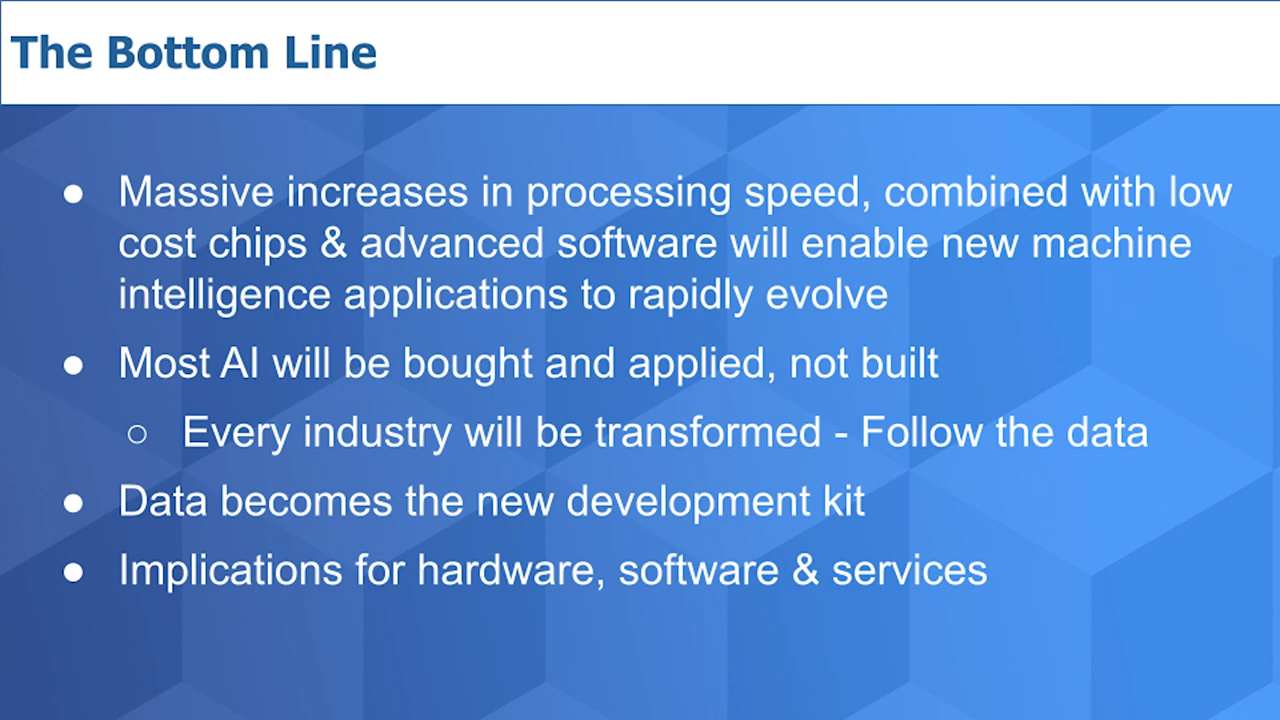 The Bottom Line
● Massive increases in processing speed, combined with low
cost chips & advanced software will enable new machine
intelligence applications to rapidly evolve
● Most AI will be bought and applied, not built
○ Every industry will be transformed - Follow the data
● Data becomes the new development kit
● Implications for hardware, software & services